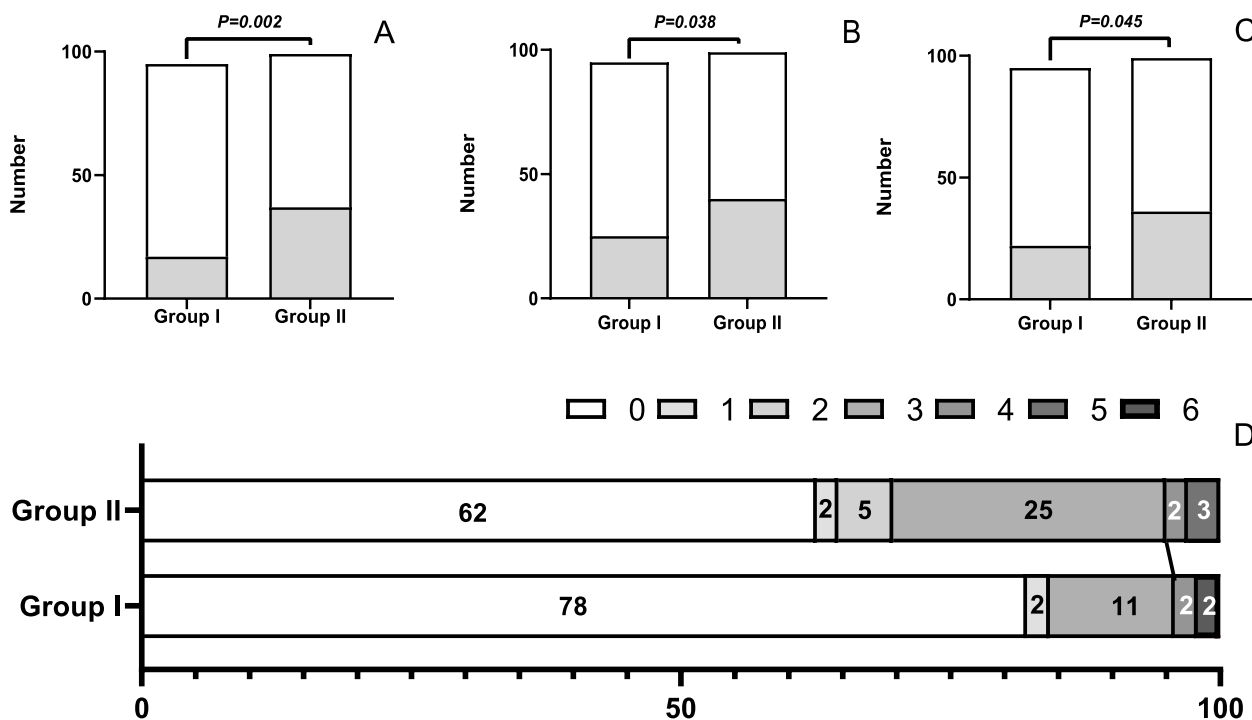 P=0.002
A
100
50
0
Number
Group I
Group II
P=0.038
B
100
50
0
Number
Group I
Group II
P=0.045
C
100
50
0
Number
Group I
Group II
0 1 2 3 4 5 6
D
Group II
62 2 5 25 2 3
Group I
78 2 11 2 2
0 50 100